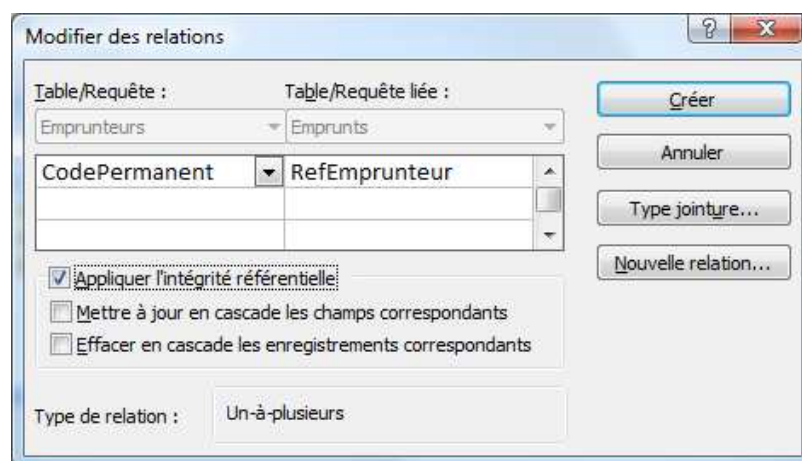 Modifier des relations
?
Table/Requête :
Table/Requête liée :
Emprunteurs
Emprunts
CodePermanent
RefEmprunteur
Appliquer l'intégrité référentielle
Mettre à jour en cascade les champs correspondants
Effacer en cascade les enregistrements correspondants
Type de relation :
Un-à-plusieurs
Créer
Annuler
Type jointure...
Nouvelle relation...